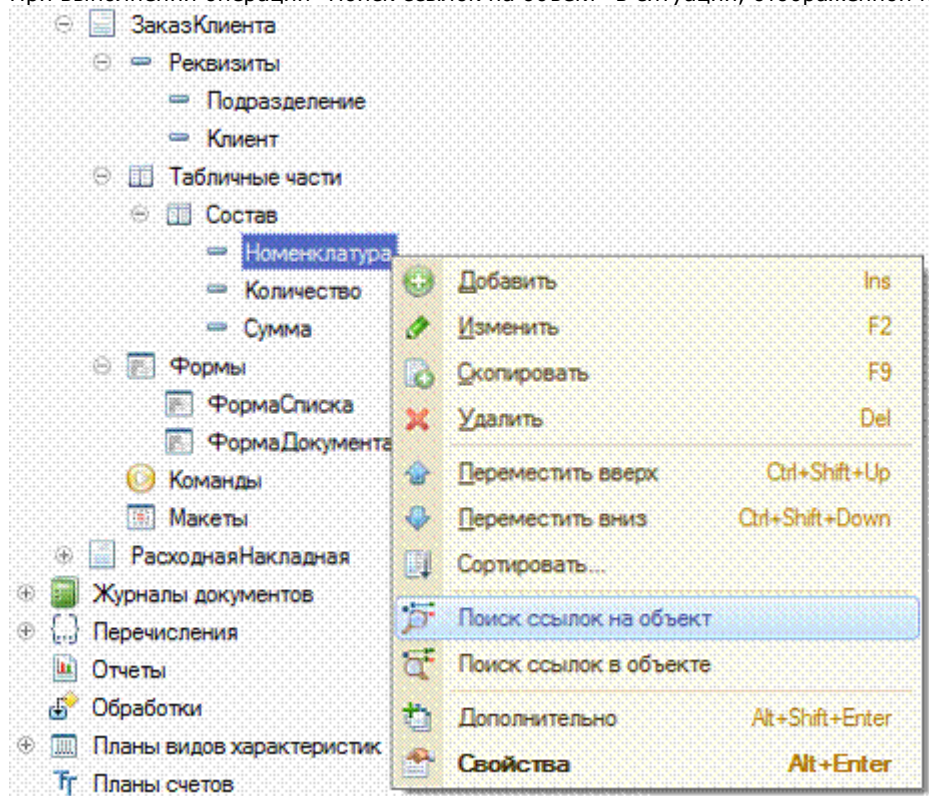 ЗаказКлиента
Реквизиты
Подразделение
Клиент
Табличные части
Состав
Номенклатура
Количество
Сумма
Формы
ФормаСписка
ФормаДокумента
Команды
Макеты
РасходнаяНакладная
Журналы документов
Перечисления
Отчеты
Обработки
Планы видов характеристик
Планы счетов
Добавить Ins
Изменить F2
Скопировать F9
Удалить Del
Переместить вверх Ctrl+Shift+Up
Переместить вниз Ctrl+Shift+Down
Сортировать...
Поиск ссылок на объект
Поиск ссылок в объекте
Дополнительно Alt+Shift+Enter
Свойства Alt+Enter